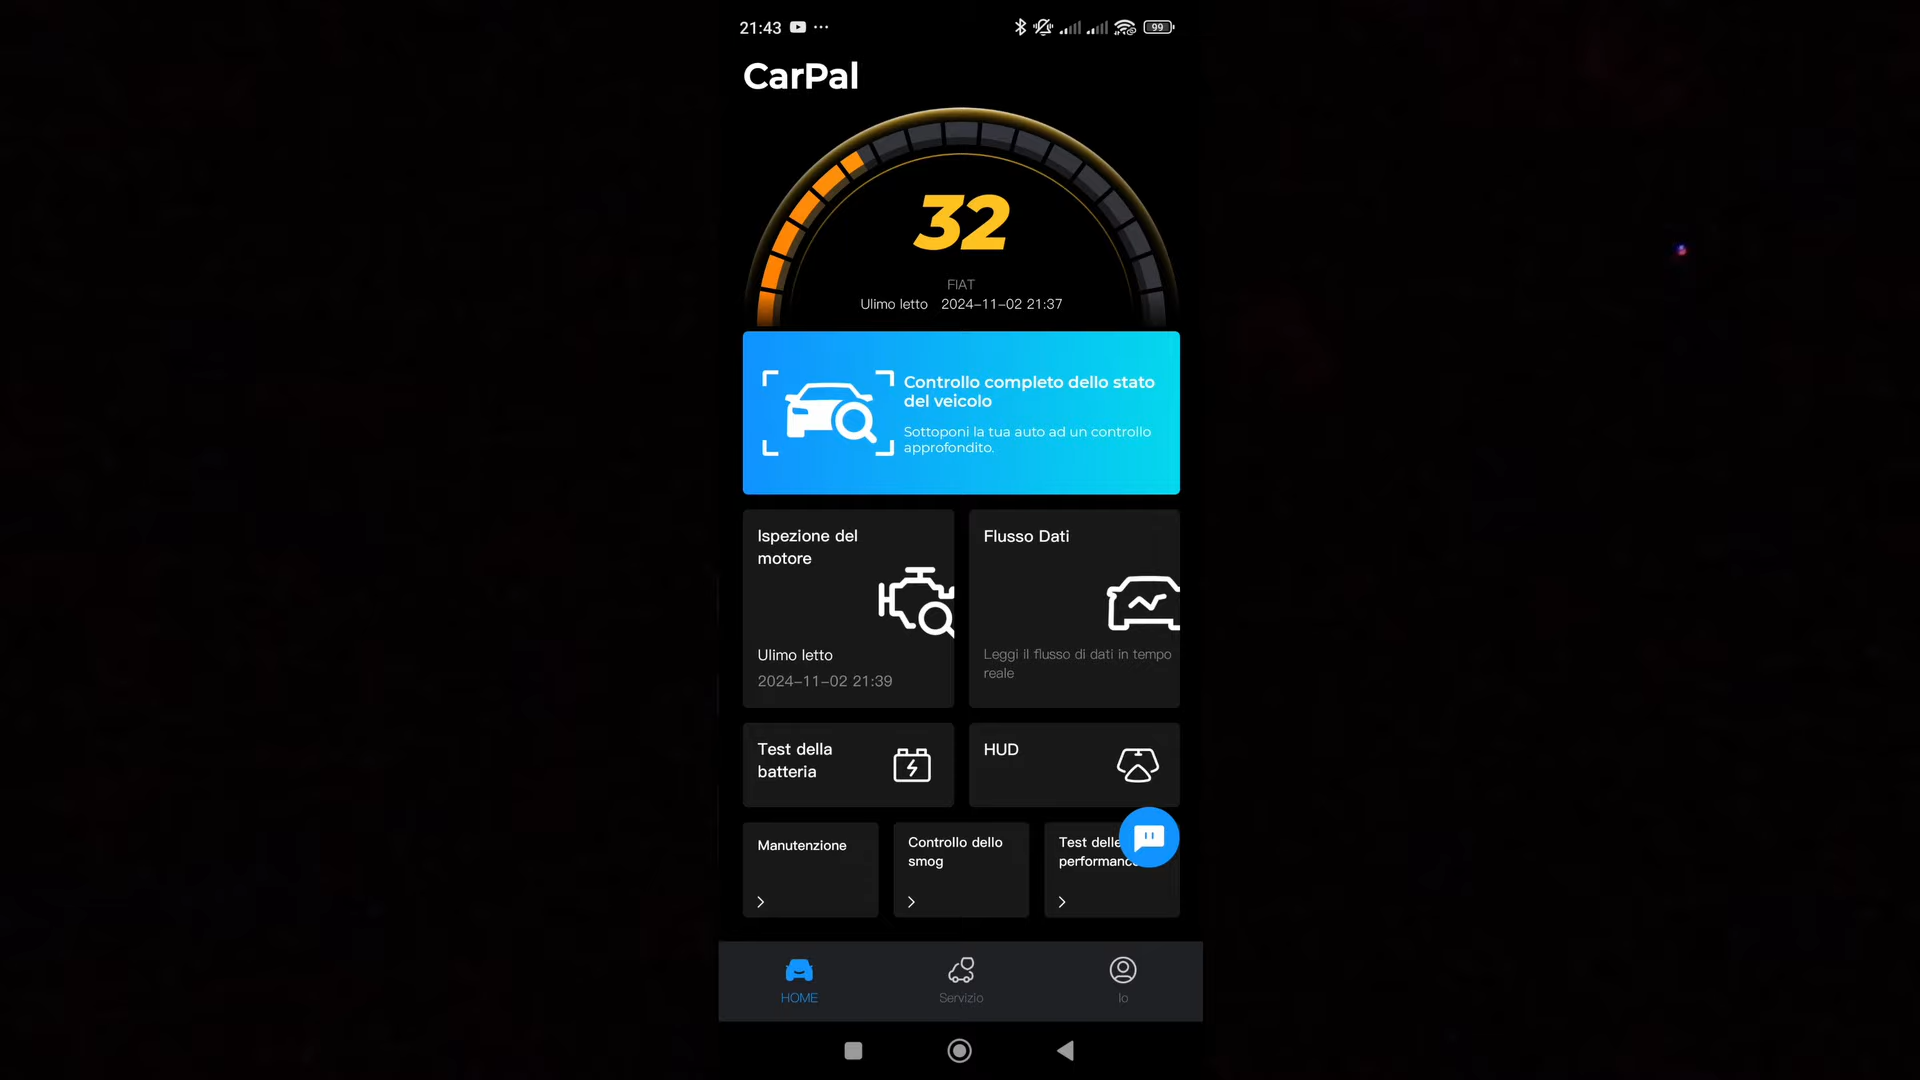 21:43
99
CarPal
32
FIAT
Ulimo letto 2024-11-02 21:37
Controllo completo dello stato
del veicolo
Sottoponi la tua auto ad un controllo
approfondito.
Ispezione del
motore
Ulimo letto
2024-11-02 21:39
Flusso Dati
Leggi il flusso di dati in tempo
reale
Test della
batteria
HUD
Manutenzione
Controllo dello
smog
Test delle
performance
HOME
Servizio
Io